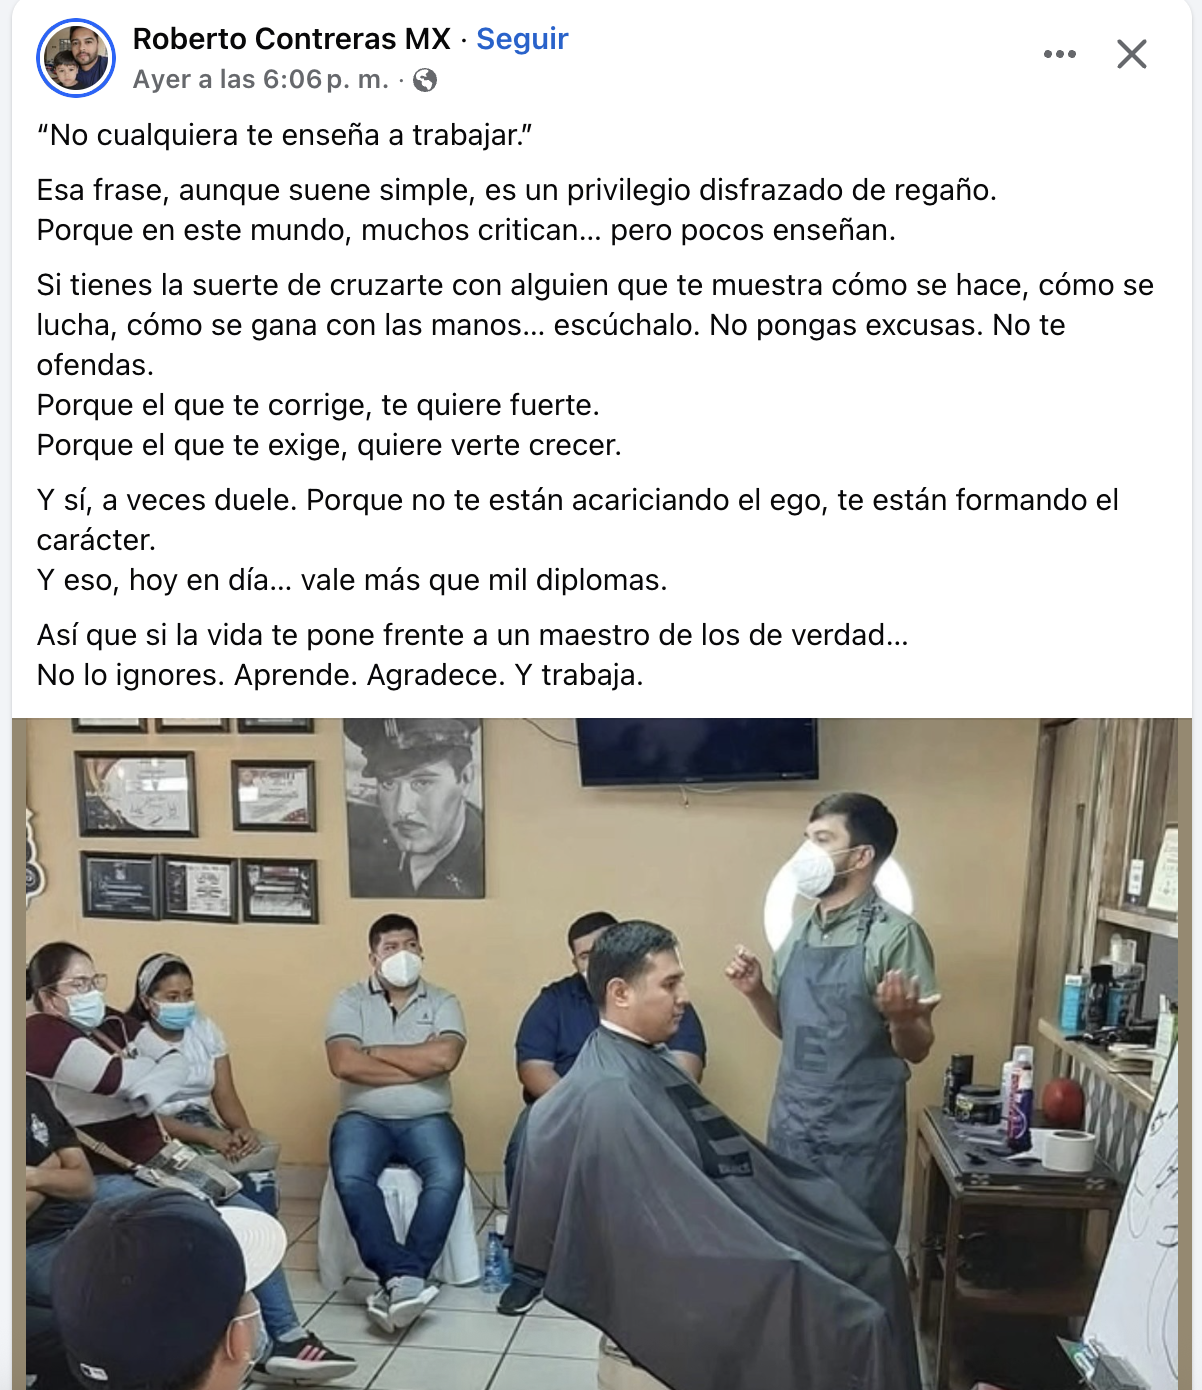 Roberto Contreras MX · Seguir
Ayer a las 6:06 p. m. ·
“No cualquiera te enseña a trabajar.”
Esa frase, aunque suene simple, es un privilegio disfrazado de regaño.
Porque en este mundo, muchos critican... pero pocos enseñan.
Si tienes la suerte de cruzarte con alguien que te muestra cómo se hace, cómo se
lucha, cómo se gana con las manos... escúchalo. No pongas excusas. No te
ofendas.
Porque el que te corrige, te quiere fuerte.
Porque el que te exige, quiere verte crecer.
Y sí, a veces duele. Porque no te están acariciando el ego, te están formando el
carácter.
Y eso, hoy en día... vale más que mil diplomas.
Así que si la vida te pone frente a un maestro de los de verdad...
No lo ignores. Aprende. Agradece. Y trabaja.